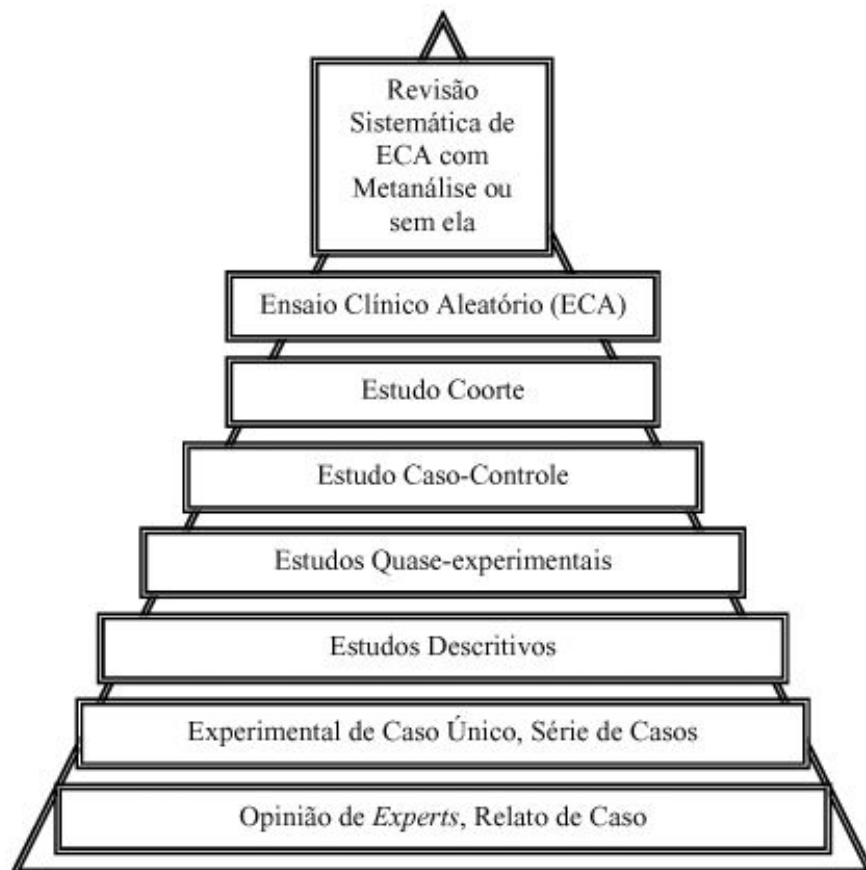 Revisão
Sistemática de
ECA com
Metanálise ou
sem ela
Ensaio Clínico Aleatório (ECA)
Estudo Coorte
Estudo Caso-Controle
Estudos Quase-experimentais
Estudos Descritivos
Experimental de Caso Único, Série de Casos
Opinião de Experts, Relato de Caso